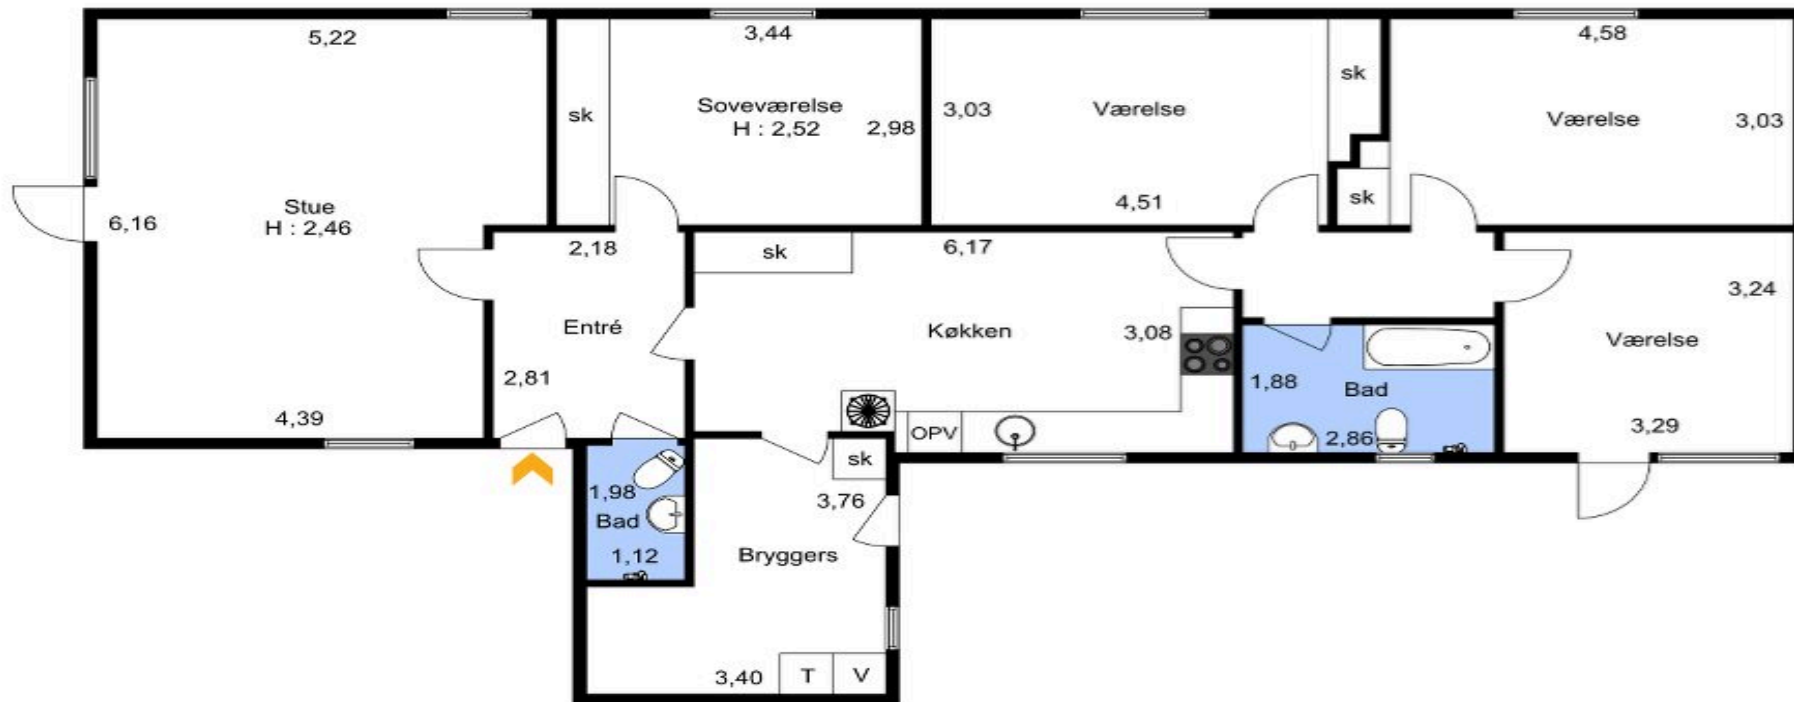 5,22
3,44
4,58
sk
Soveværelse
H : 2,52
2,98
3,03
Værelse
sk
Værelse
3,03
4,51
sk
6,16
Stue
H : 2,46
2,18
sk
6,17
3,24
Entré
Køkken
3,08
Værelse
2,81
1,88
Bad
4,39
OPV
2,86
3,29
sk
1,98
3,76
Bad
1,12
Bryggers
3,40
T
V